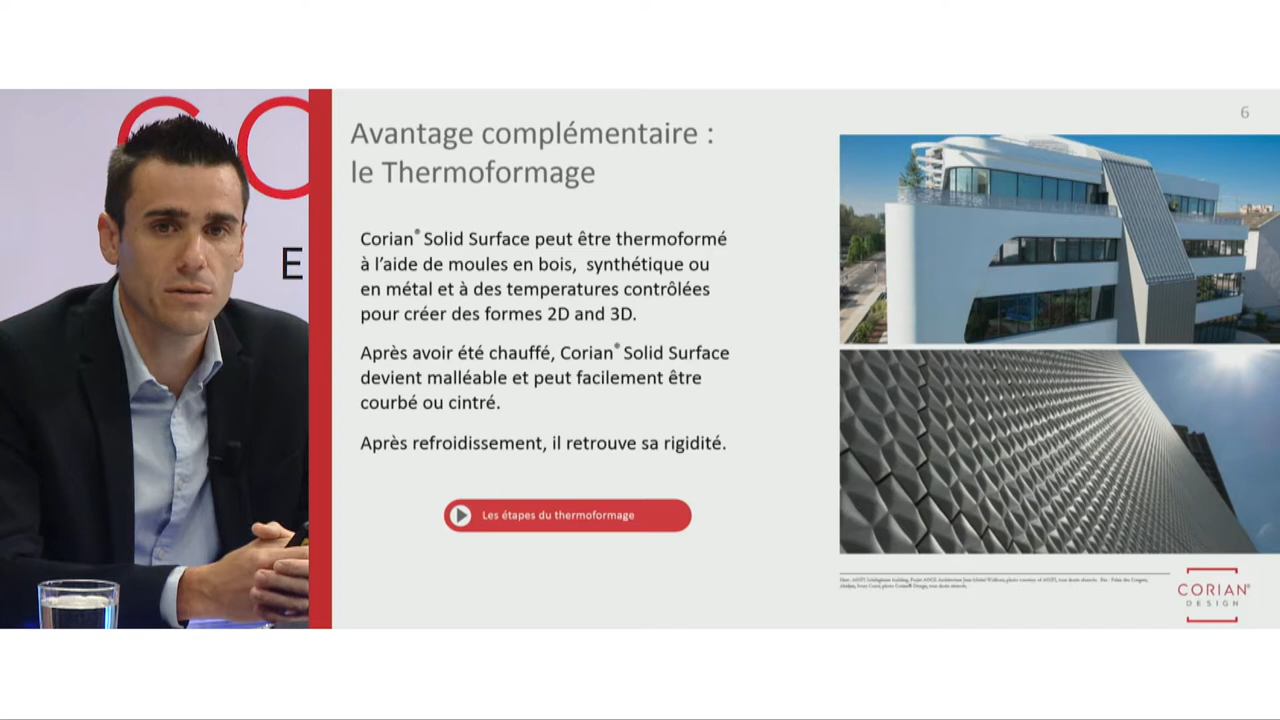 CO
E
6
Avantage complémentaire :
le Thermoformage
Corian® Solid Surface peut être thermoformé
à l'aide de moules en bois, synthétique ou
en métal et à des temperatures contrôlées
pour créer des formes 2D and 3D.
Après avoir été chauffé, Corian® Solid Surface
devient malléable et peut facilement être
courbé ou cintré.
Après refroidissement, il retrouve sa rigidité.
Les étapes du thermoformage
CORIAN®
DESIGN